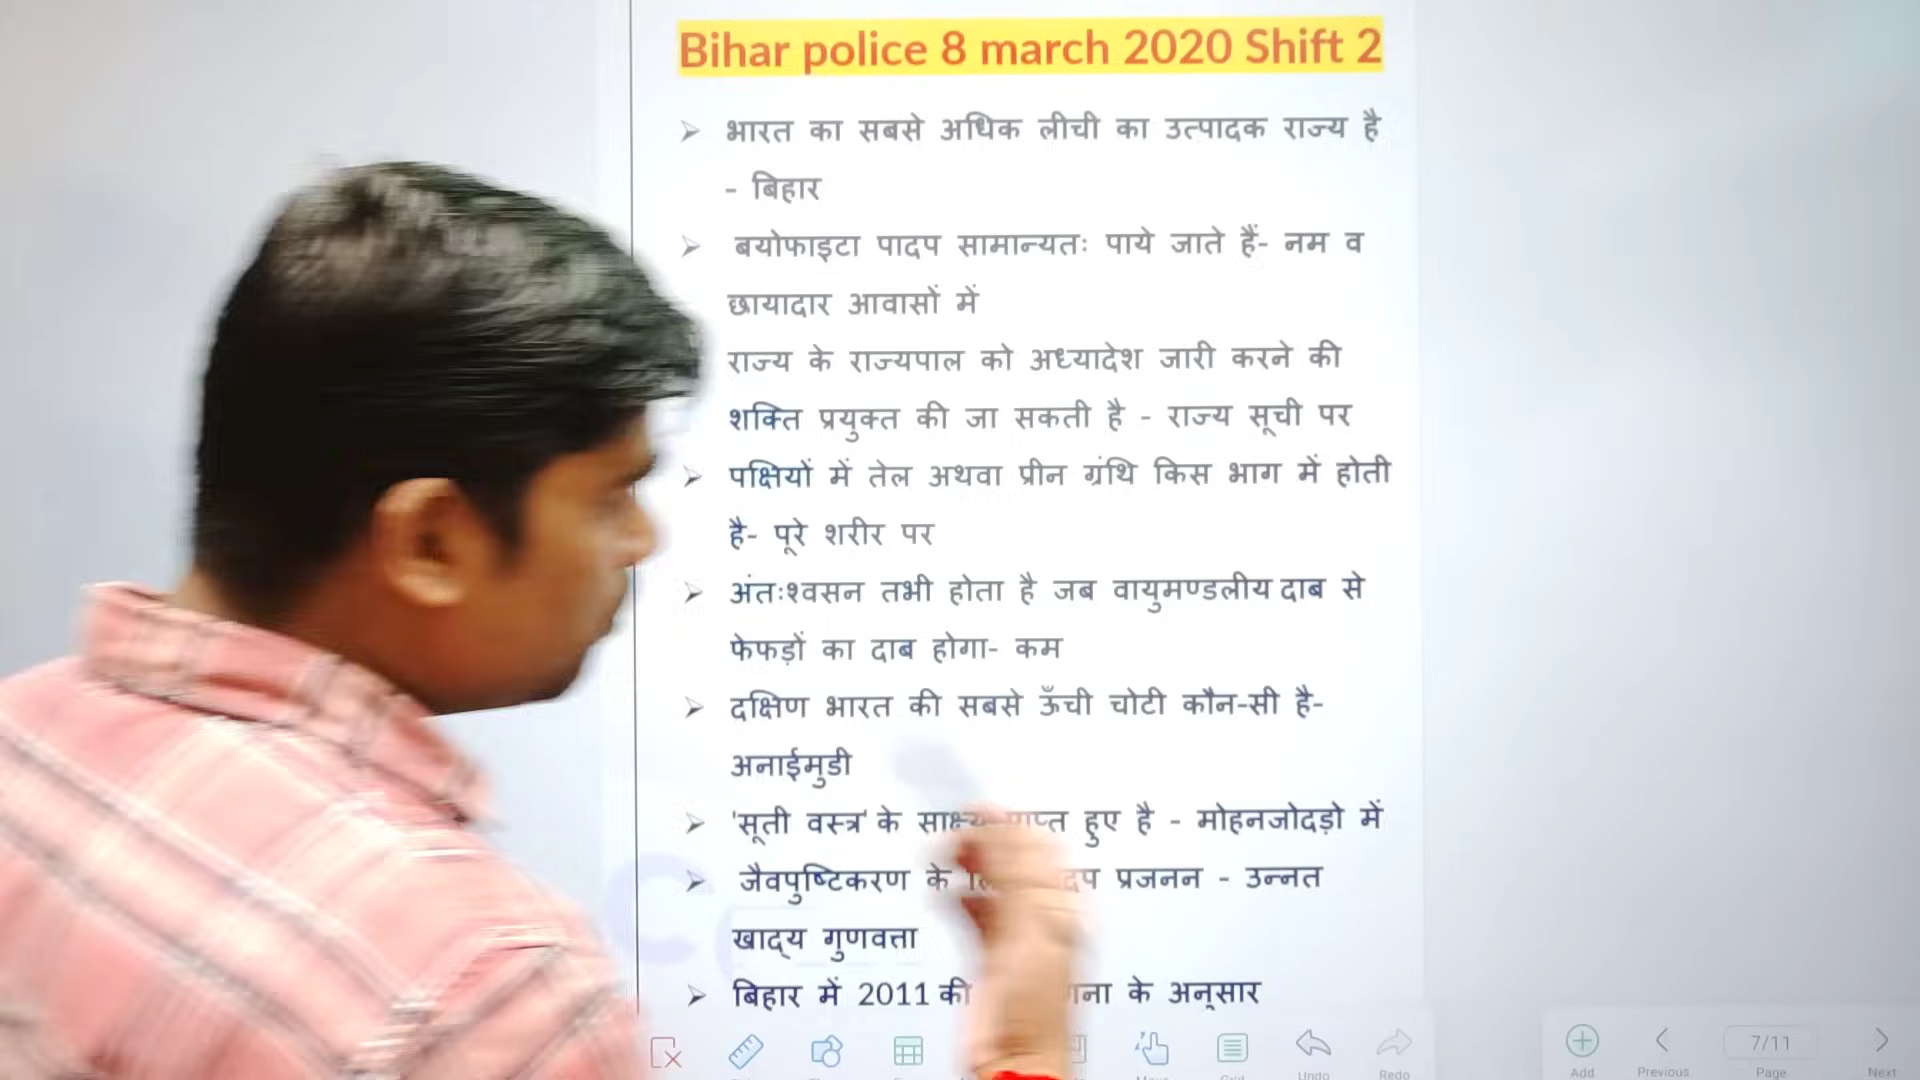 Bihar police 8 march 2020 Shift 2
➢ भारत का सबसे अधिक लीची का उत्पादक राज्य है
- बिहार
➢ बयोफाइटा पादप सामान्यतः पाये जाते हैं- नम व
छायादार आवासों में
राज्य के राज्यपाल को अध्यादेश जारी करने की
शक्ति प्रयुक्त की जा सकती है - राज्य सूची पर
➢ पक्षियों में तेल अथवा प्रीन ग्रंथि किस भाग में होती
है- पूरे शरीर पर
➢ अंतःश्वसन तभी होता है जब वायुमण्डलीय दाब से
फेफड़ों का दाब होगा- कम
➢ दक्षिण भारत की सबसे ऊँची चोटी कौन-सी है-
अनाईमुडी
➢ 'सूती वस्त्र' के साक्ष्य प्राप्त हुए है - मोहनजोदड़ो में
➢ जैवपुष्टिकरण के प्रजनन - उन्नत
खाद्य गुणवत्ता
➢ बिहार में 2011 की के अनुसार
Undo Redo
Add Previous 7/11 Page Next